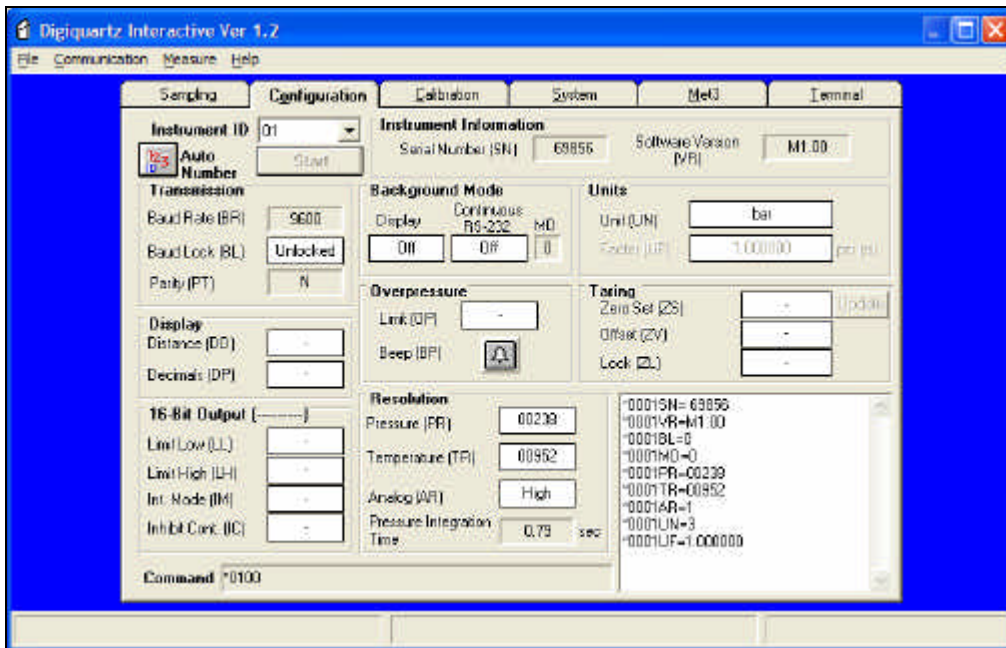 Digiquartz Interactive Ver 1.2
File Communication Measure Help
Sampling Configuration Calibration System Met3 Terminal
Instrument ID 01
Auto Number
Start
Instrument Information
Serial Number (SN) 69856
Software Version (VR) M1.00
Transmission
Baud Rate (BR) 9600
Baud Lock (BL) Unlocked
Parity (PT) N
Background Mode
Display Off
Continuous RS-232 Off
MD 0
Units
Unit (UN) bar
Factor (UF) 1.000000 per psi
Display
Distance (DD) -
Decimals (DP) -
Overpressure
Limit (OP) -
Beep (BP)
Taring
Zero Set (ZS) - Update
Offset (ZV) -
Lock (ZL) -
16-Bit Output (---------)
Limit Low (LL) -
Limit High (LH) -
Int. Mode (IM) -
Inhibit Cont. (IC) -
Resolution
Pressure (PR) 00238
Temperature (TR) 00952
Analog (AR) High
Pressure Integration Time 0.79 sec
*0001SN= 69856
*0001VR=M1.00
*0001BL=0
*0001MD=0
*0001PR=00238
*0001TR=00952
*0001AR=1
*0001UN=3
*0001UF=1.000000
Command *0100